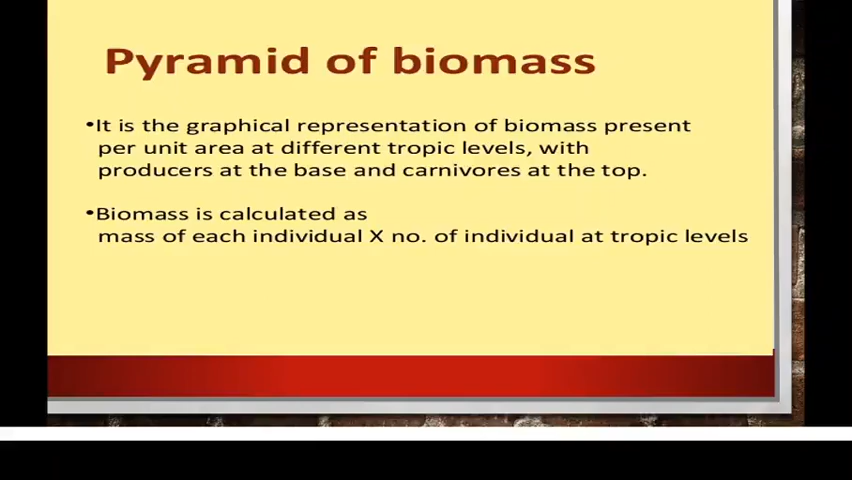 Pyramid of biomass
•It is the graphical representation of biomass present
per unit area at different tropic levels, with
producers at the base and carnivores at the top.
•Biomass is calculated as
mass of each individual X no. of individual at tropic levels